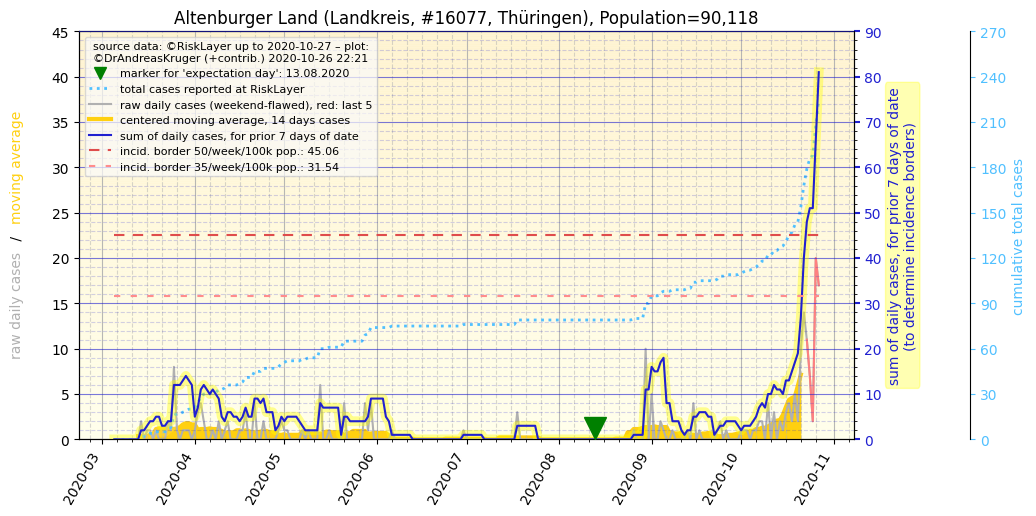 Altenburger Land (Landkreis, #16077, Thüringen), Population=90,118
source data: ©RiskLayer up to 2020-10-27 – plot:
©DrAndreasKruger (+contrib.) 2020-10-26 22:21
marker for 'expectation day': 13.08.2020
total cases reported at RiskLayer
raw daily cases (weekend-flawed), red: last 5
centered moving average, 14 days cases
sum of daily cases, for prior 7 days of date
incid. border 50/week/100k pop.: 45.06
incid. border 35/week/100k pop.: 31.54
raw daily cases / moving average
45
40
35
30
25
20
15
10
5
0
2020-03
2020-04
2020-05
2020-06
2020-07
2020-08
2020-09
2020-10
2020-11
90
80
70
60
50
40
30
20
10
0
sum of daily cases, for prior 7 days of date
(to determine incidence borders)
270
240
210
180
150
120
90
60
30
0
cumulative total cases